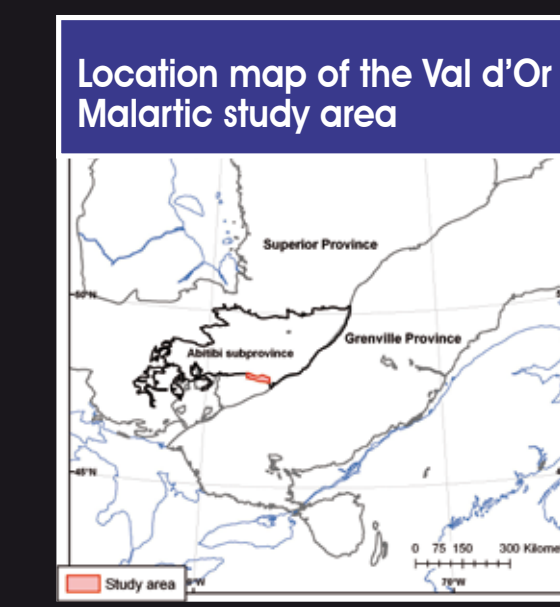 Location map of the Val d'Or
Malartic study area
Superior Province
50°N
Grenville Province
Abitibi subprovince
45°N
0 75 150 300 Kilome
Study area
70°W